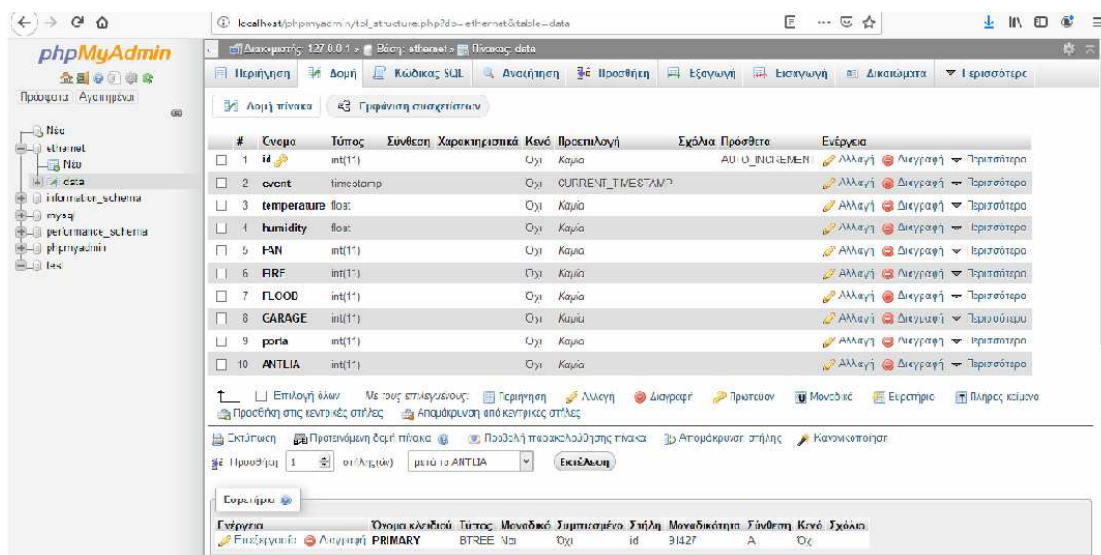 localhost/phpmyadmin/tbl_structure.php?db=ethernet&table=data
phpMyAdmin
Πρόσφατα Αγαπημένα
Νέο
ethernet
Νέο
data
information_schema
mysql
performance_schema
phpmyadmin
test
Διακομιστής: 127.0.0.1 » Βάση: ethernet » Πίνακας: data
Περιήγηση Δομή Κώδικας SQL Αναζήτηση Προσθήκη Εξαγωγή Εισαγωγή Δικαιώματα Περισσότερα
Δομή πίνακα Εμφάνιση συσχετίσεων
# Όνομα Τύπος Σύνθεση Χαρακτηριστικά Κενό Προεπιλογή Σχόλια Πρόσθετα Ενέργεια
1 id int(11) Όχι Καμία AUTO_INCREMENT Αλλαγή Διαγραφή Περισσότερα
2 event timestamp Όχι CURRENT_TIMESTAMP Αλλαγή Διαγραφή Περισσότερα
3 temperature float Όχι Καμία Αλλαγή Διαγραφή Περισσότερα
4 humidity float Όχι Καμία Αλλαγή Διαγραφή Περισσότερα
5 FAN int(11) Όχι Καμία Αλλαγή Διαγραφή Περισσότερα
6 FIRE int(11) Όχι Καμία Αλλαγή Διαγραφή Περισσότερα
7 FLOOD int(11) Όχι Καμία Αλλαγή Διαγραφή Περισσότερα
8 GARAGE int(11) Όχι Καμία Αλλαγή Διαγραφή Περισσότερα
9 porta int(11) Όχι Καμία Αλλαγή Διαγραφή Περισσότερα
10 ANTLIA int(11) Όχι Καμία Αλλαγή Διαγραφή Περισσότερα
Επιλογή όλων Με τους επιλεγμένους: Περιήγηση Αλλαγή Διαγραφή Πρωτεύον Μοναδικό Ευρετήριο Πλήρες κείμενο
Προσθήκη στις κεντρικές στήλες Απομάκρυνση από κεντρικές στήλες
Εκτύπωση Προτεινόμενη δομή πίνακα Προβολή παρακολούθησης πίνακα Απομάκρυνση στήλης Κανονικοποίηση
Προσθήκη 1 στήλης(ών) μετά το ANTLIA Εκτέλεση
Ευρετήρια
Ενέργεια Όνομα κλειδιού Τύπος Μοναδικό Συμπιεσμένο Στήλη Μοναδικότητα Σύνθεση Κενό Σχόλιο
Επεξεργασία Διαγραφή PRIMARY BTREE Ναι Όχι id 91427 A Όχι